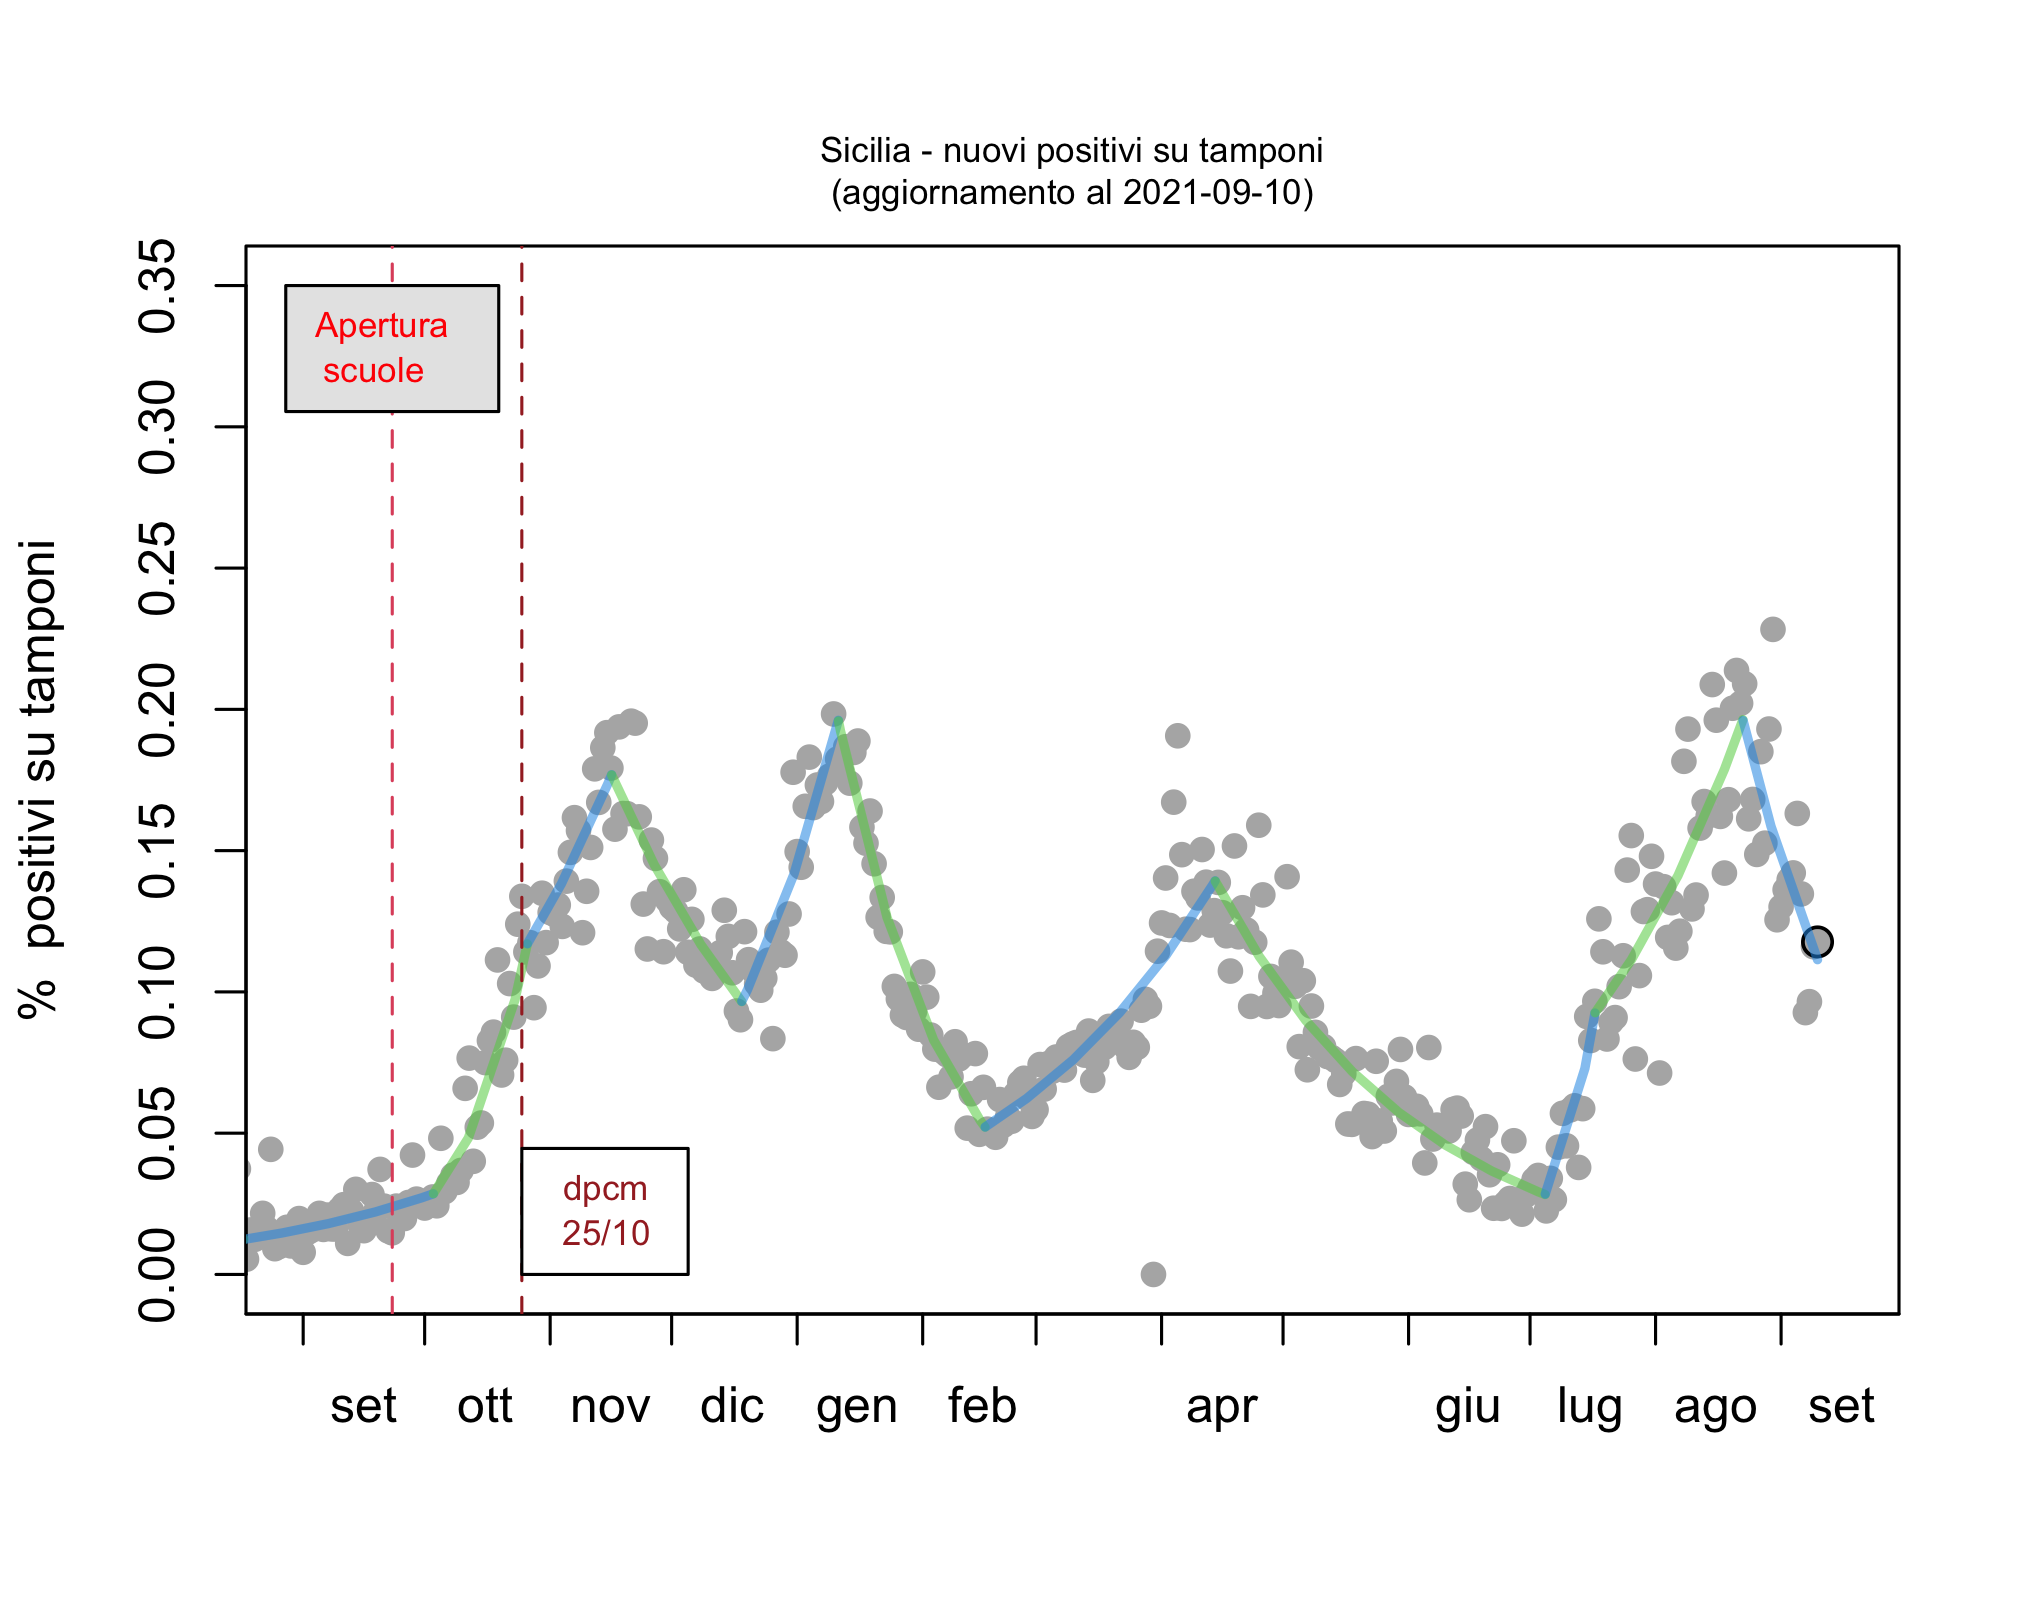 Sicilia - nuovi positivi su tamponi
(aggiornamento al 2021-09-10)
% positivi su tamponi
0.35
0.30
0.25
0.20
0.15
0.10
0.05
0.00
Apertura
scuole
dpcm
25/10
set ott nov dic gen feb apr giu lug ago set